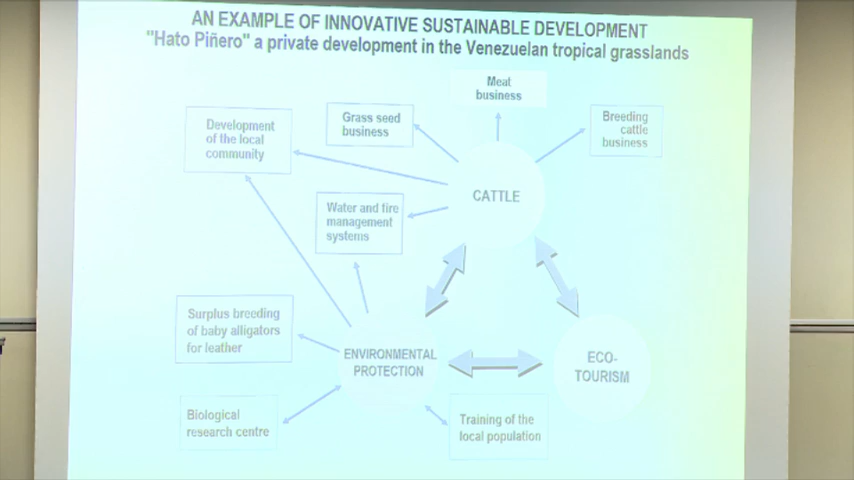 AN EXAMPLE OF INNOVATIVE SUSTAINABLE DEVELOPMENT
"Hato Piñero" a private development in the Venezuelan tropical grasslands
Meat
business
Grass seed
business
Breeding
cattle
business
Development
of the local
community
CATTLE
Water and fire
management
systems
Surplus breeding
of baby alligators
for leather
ENVIRONMENTAL
PROTECTION
ECO-
TOURISM
Biological
research centre
Training of the
local population